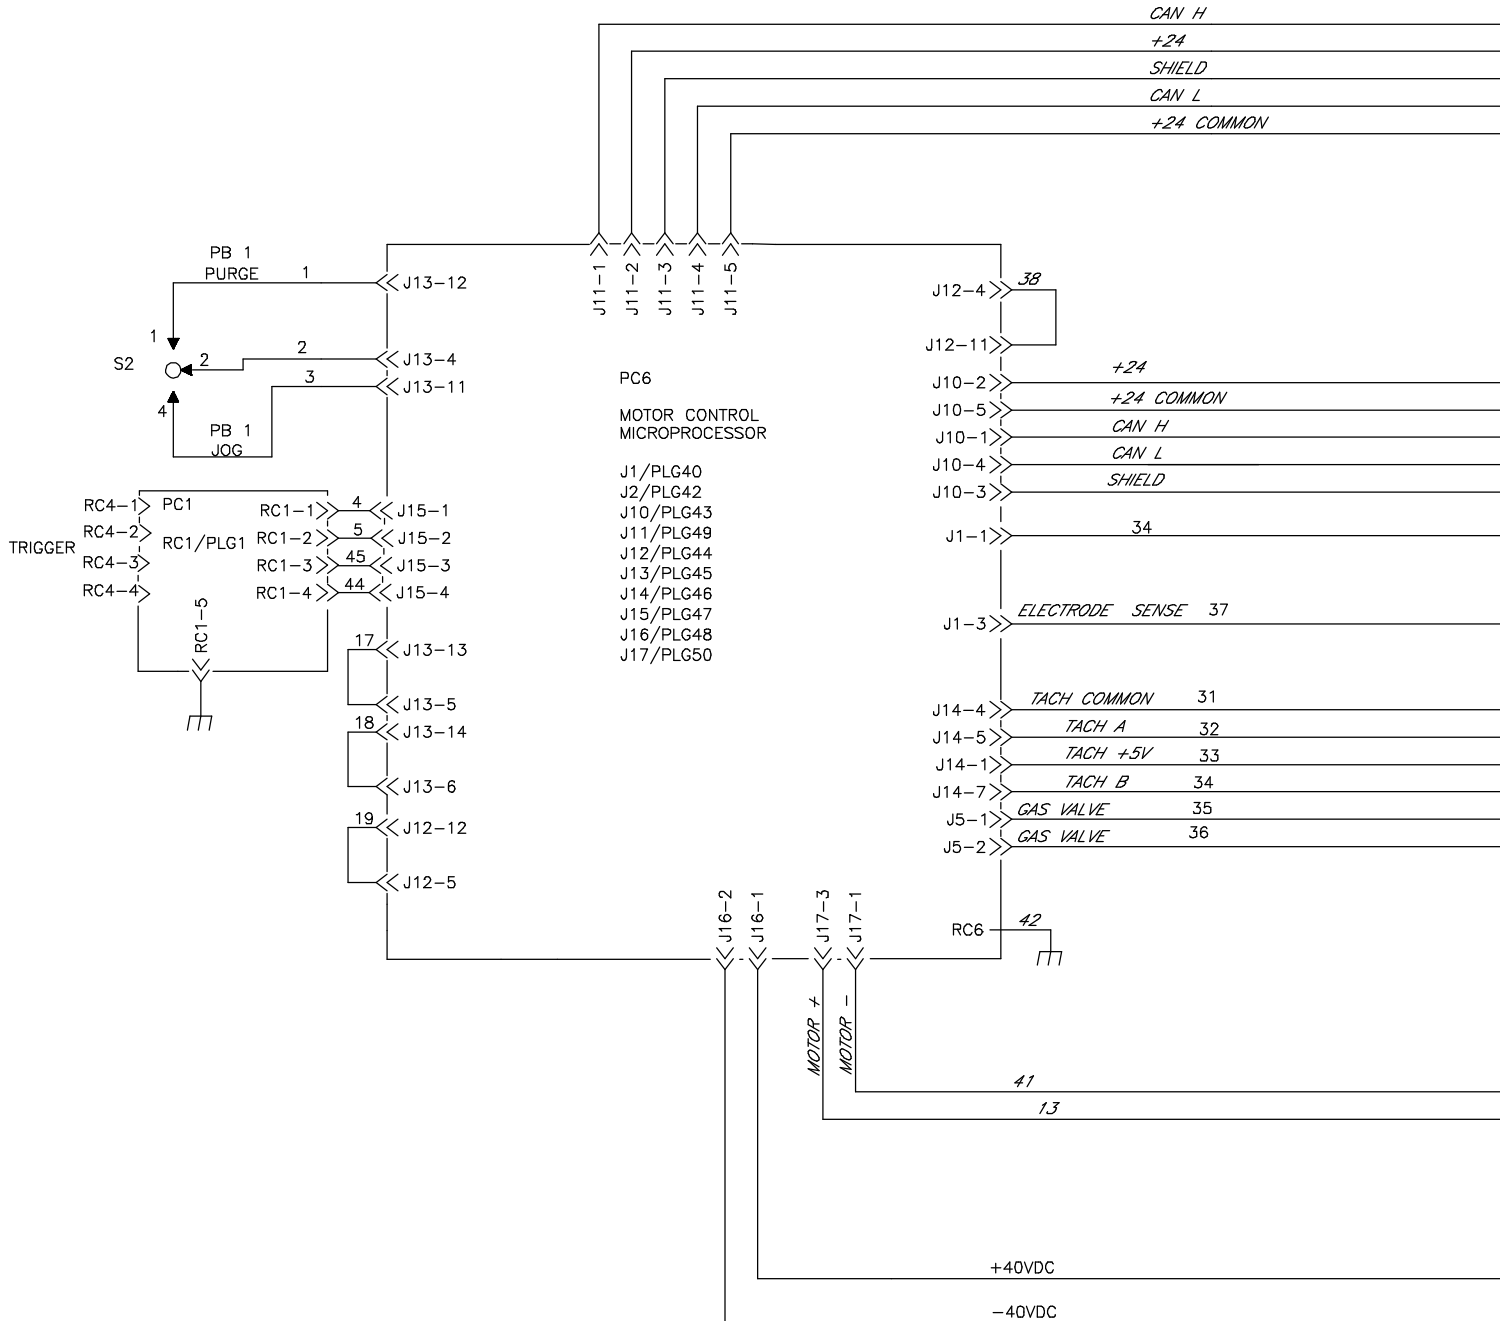 CAN H
+24
SHIELD
CAN L
+24 COMMON
J11-1
J11-2
J11-3
J11-4
J11-5
PB 1
PURGE
1
J13-12
1
S2
2
2
J13-4
3
J13-11
4
PB 1
JOG
TRIGGER
RC4-1
RC4-2
RC4-3
RC4-4
PC1
RC1/PLG1
RC1-1
4
J15-1
RC1-2
5
J15-2
RC1-3
45
J15-3
RC1-4
44
J15-4
RC1-5
17
J13-13
J13-5
18
J13-14
J13-6
19
J12-12
J12-5
PC6
MOTOR CONTROL
MICROPROCESSOR
J1/PLG40
J2/PLG42
J10/PLG43
J11/PLG49
J12/PLG44
J13/PLG45
J14/PLG46
J15/PLG47
J16/PLG48
J17/PLG50
J12-4
38
J12-11
J10-2
+24
J10-5
+24 COMMON
J10-1
CAN H
J10-4
CAN L
J10-3
SHIELD
J1-1
34
J1-3
ELECTRODE SENSE 37
J14-4
TACH COMMON 31
J14-5
TACH A 32
J14-1
TACH +5V 33
J14-7
TACH B 34
J5-1
GAS VALVE 35
J5-2
GAS VALVE 36
RC6
42
J16-2
J16-1
J17-3
J17-1
MOTOR +
MOTOR -
41
13
+40VDC
-40VDC